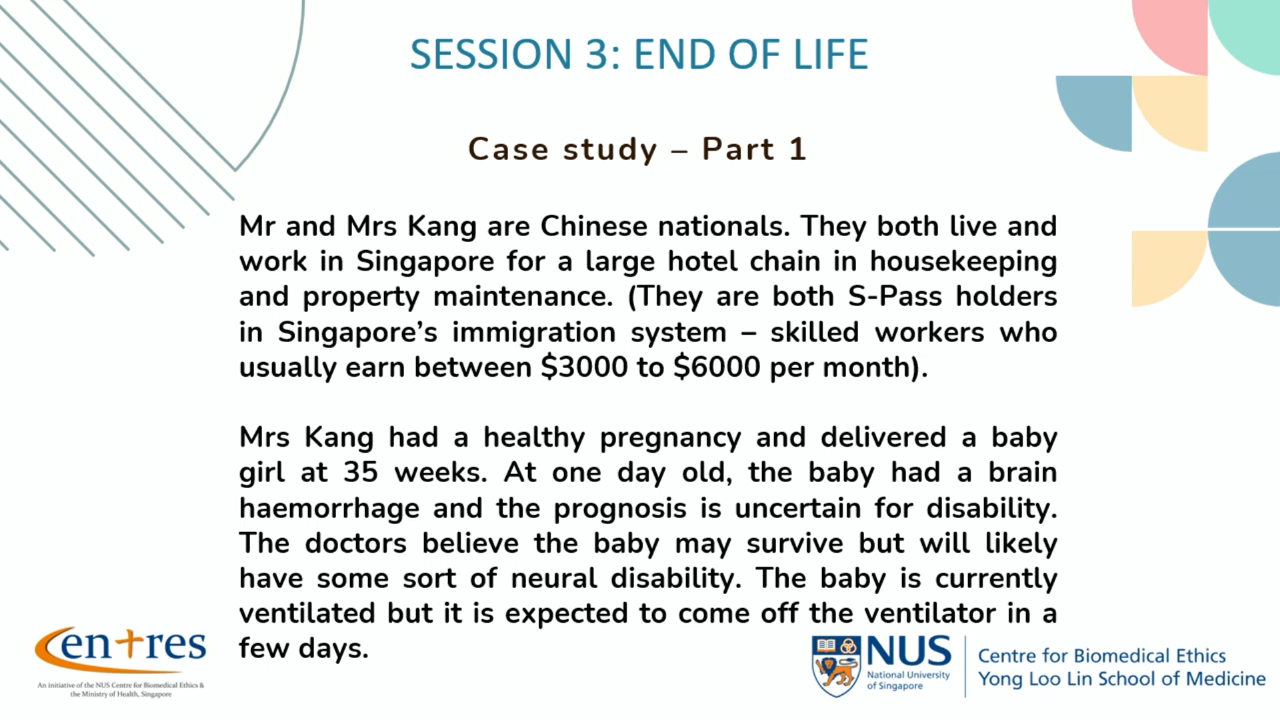 SESSION 3: END OF LIFE
Case study – Part 1
Mr and Mrs Kang are Chinese nationals. They both live and
work in Singapore for a large hotel chain in housekeeping
and property maintenance. (They are both S-Pass holders
in Singapore’s immigration system – skilled workers who
usually earn between $3000 to $6000 per month).
Mrs Kang had a healthy pregnancy and delivered a baby
girl at 35 weeks. At one day old, the baby had a brain
haemorrhage and the prognosis is uncertain for disability.
The doctors believe the baby may survive but will likely
have some sort of neural disability. The baby is currently
ventilated but it is expected to come off the ventilator in a
few days.
Centres
An initiative of the NUS Centre for Biomedical Ethics &
the Ministry of Health, Singapore
NUS
National University
of Singapore
Centre for Biomedical Ethics
Yong Loo Lin School of Medicine